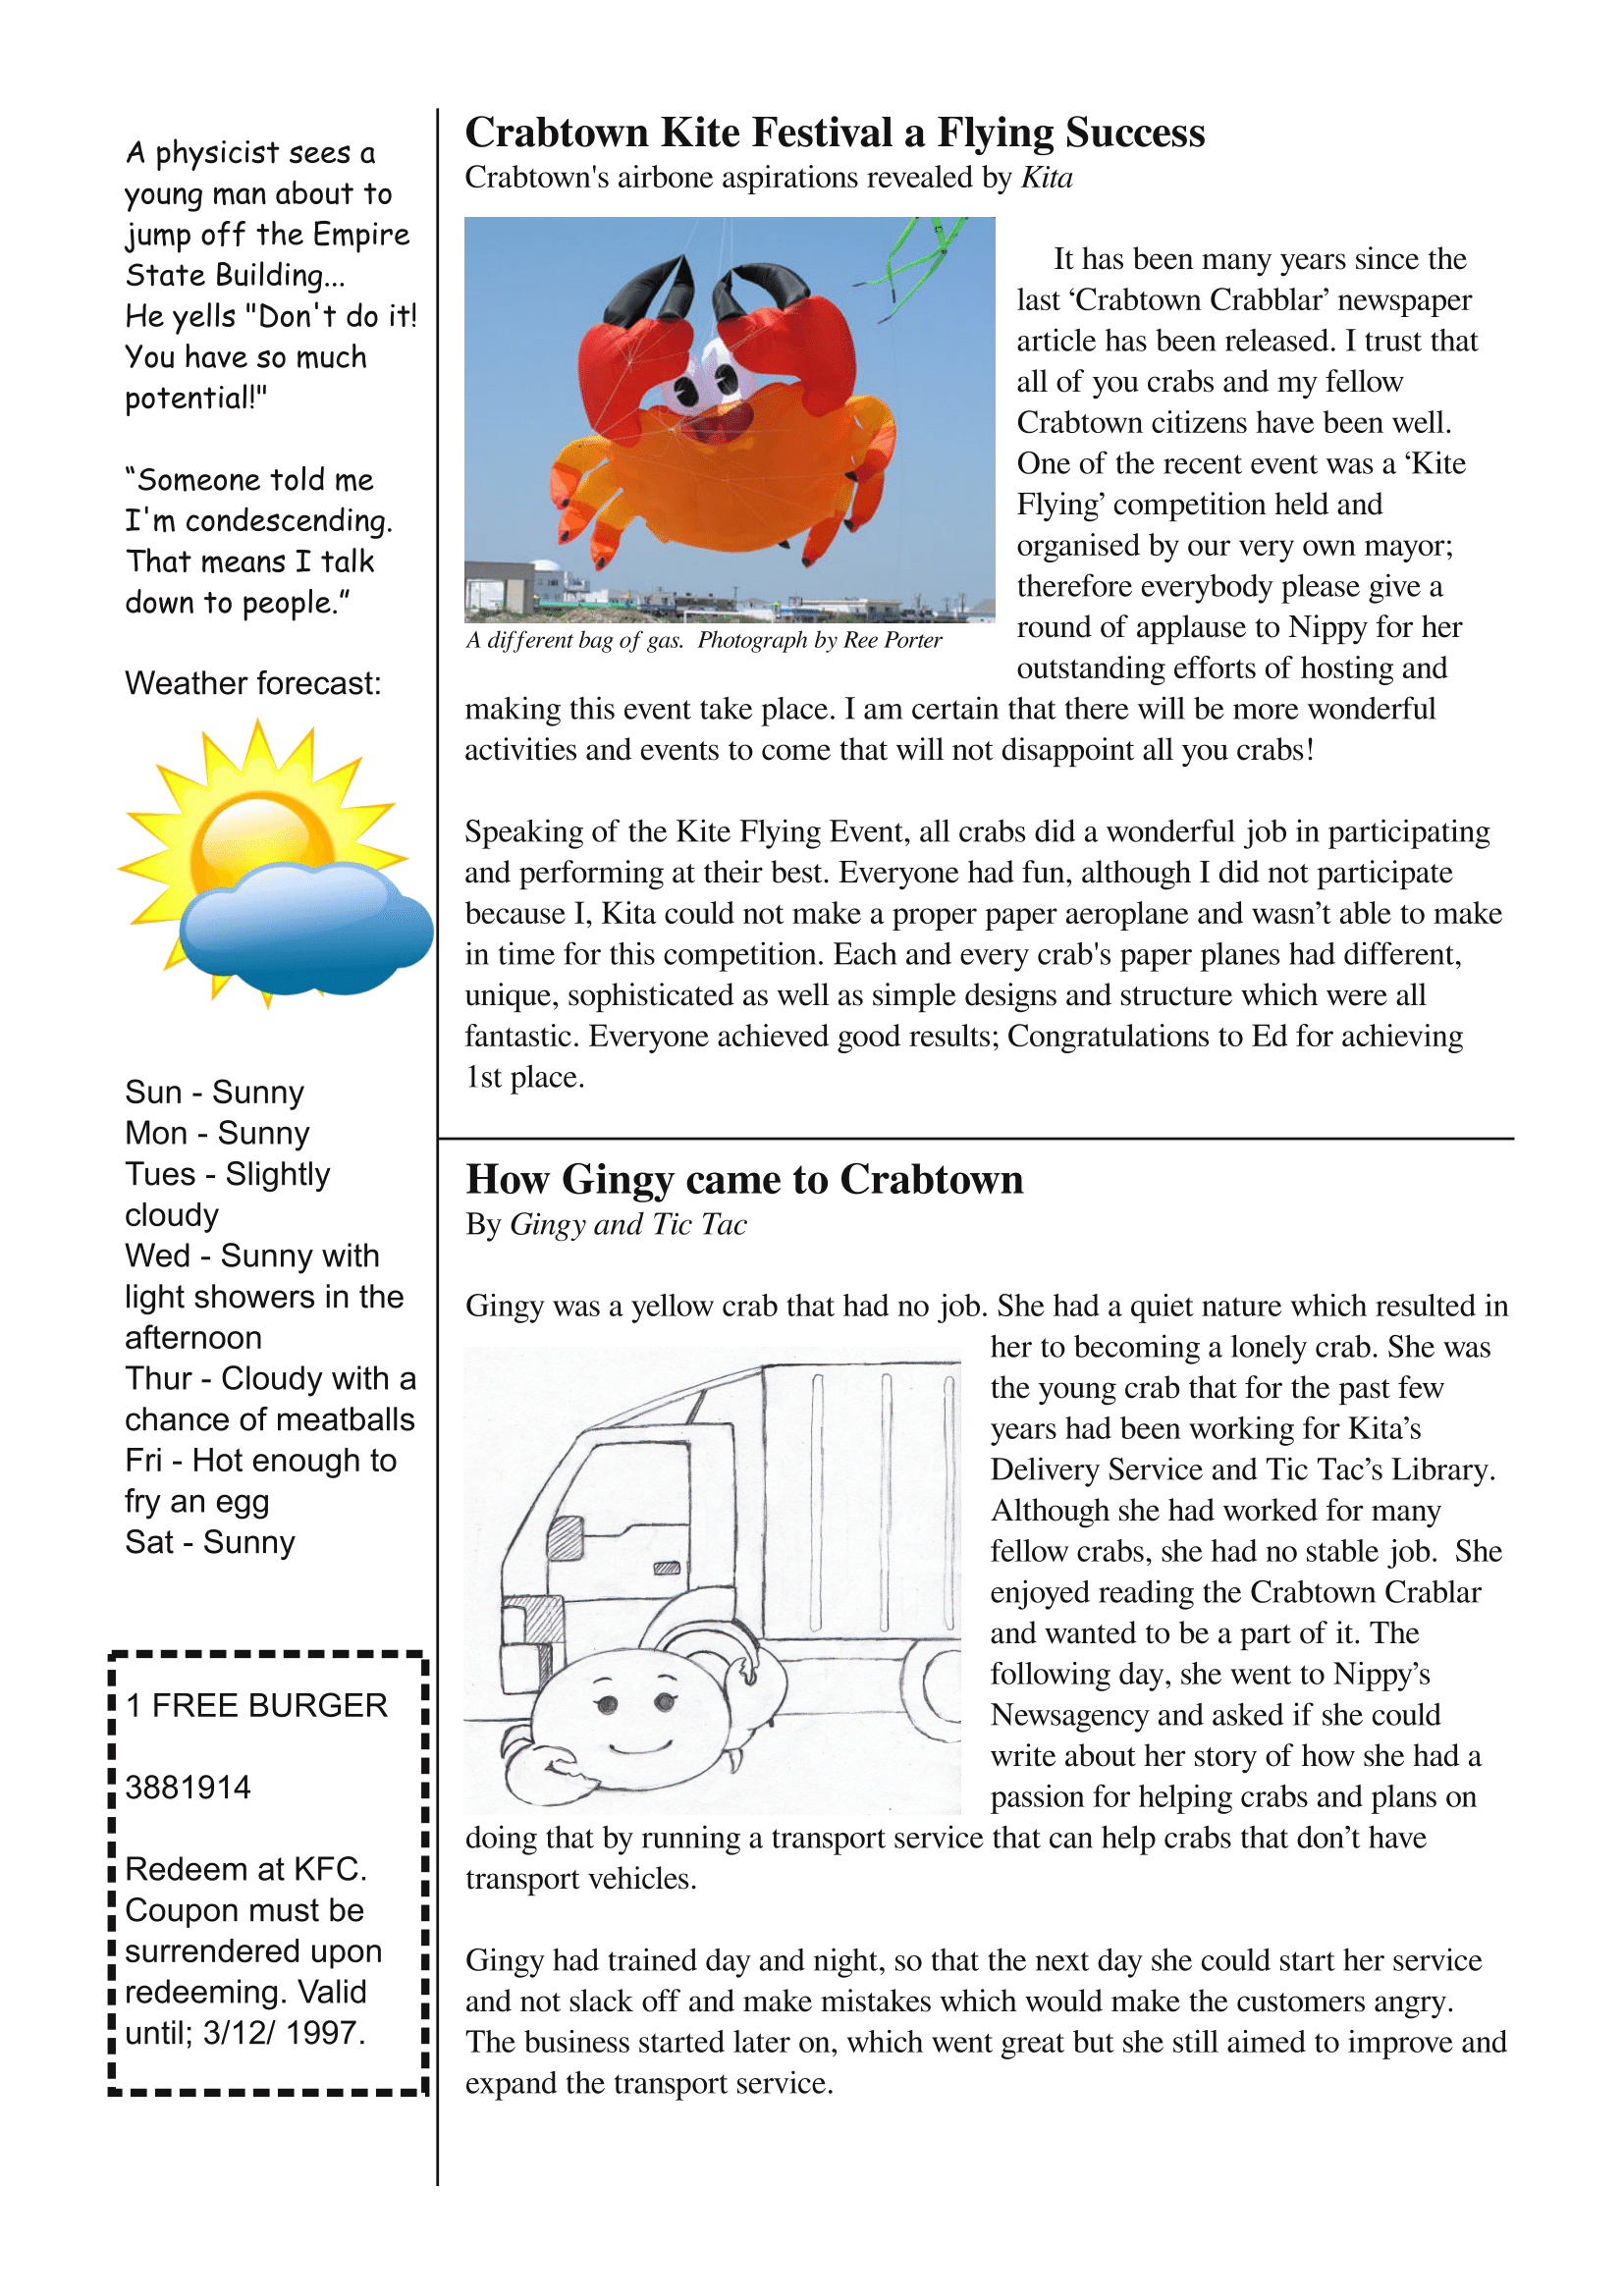 A physicist sees a
young man about to
jump off the Empire
State Building...
He yells "Don't do it!
You have so much
potential!"
“Someone told me
I'm condescending.
That means I talk
down to people.”
Weather forecast:
Sun - Sunny
Mon - Sunny
Tues - Slightly
cloudy
Wed - Sunny with
light showers in the
afternoon
Thur - Cloudy with a
chance of meatballs
Fri - Hot enough to
fry an egg
Sat - Sunny
1 FREE BURGER
3881914
Redeem at KFC.
Coupon must be
surrendered upon
redeeming. Valid
until; 3/12/ 1997.
Crabtown Kite Festival a Flying Success
Crabtown's airbone aspirations revealed by Kita
A different bag of gas.  Photograph by Ree Porter
It has been many years since the
last ‘Crabtown Crabblar’ newspaper
article has been released. I trust that
all of you crabs and my fellow
Crabtown citizens have been well.
One of the recent event was a ‘Kite
Flying’ competition held and
organised by our very own mayor;
therefore everybody please give a
round of applause to Nippy for her
outstanding efforts of hosting and
making this event take place. I am certain that there will be more wonderful
activities and events to come that will not disappoint all you crabs!
Speaking of the Kite Flying Event, all crabs did a wonderful job in participating
and performing at their best. Everyone had fun, although I did not participate
because I, Kita could not make a proper paper aeroplane and wasn’t able to make
in time for this competition. Each and every crab's paper planes had different,
unique, sophisticated as well as simple designs and structure which were all
fantastic. Everyone achieved good results; Congratulations to Ed for achieving
1st place.
How Gingy came to Crabtown
By Gingy and Tic Tac
Gingy was a yellow crab that had no job. She had a quiet nature which resulted in
her to becoming a lonely crab. She was
the young crab that for the past few
years had been working for Kita’s
Delivery Service and Tic Tac’s Library.
Although she had worked for many
fellow crabs, she had no stable job.  She
enjoyed reading the Crabtown Crablar
and wanted to be a part of it. The
following day, she went to Nippy’s
Newsagency and asked if she could
write about her story of how she had a
passion for helping crabs and plans on
doing that by running a transport service that can help crabs that don’t have
transport vehicles.
Gingy had trained day and night, so that the next day she could start her service
and not slack off and make mistakes which would make the customers angry.
The business started later on, which went great but she still aimed to improve and
expand the transport service.